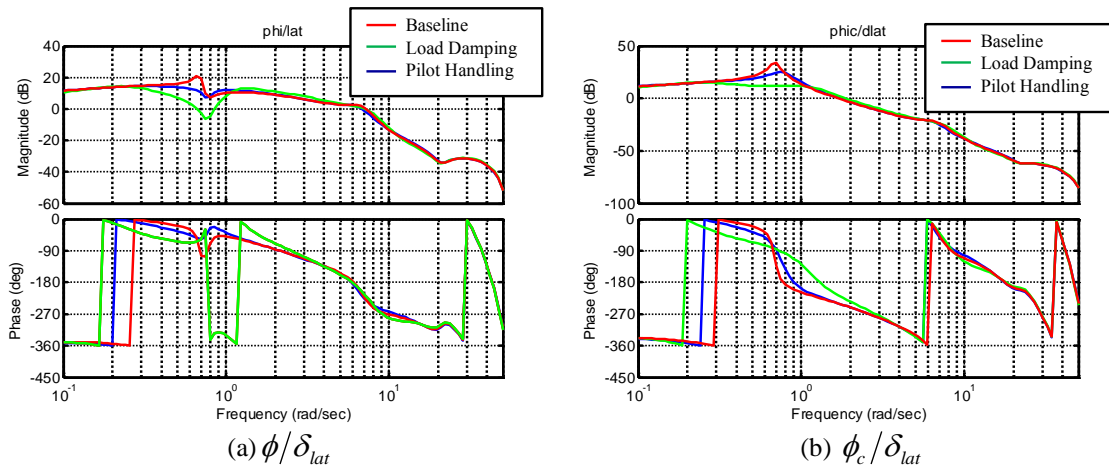 phi/lat
Baseline
Load Damping
Pilot Handling
40
20
0
-20
-40
-60
Magnitude (dB)
0
-90
-180
-270
-360
-450
Phase (deg)
10^-1
10^0
10^1
Frequency (rad/sec)
(a) ϕ/δ_lat
phic/dlat
Baseline
Load Damping
Pilot Handling
50
0
-50
-100
Magnitude (dB)
0
-90
-180
-270
-360
-450
Phase (deg)
10^-1
10^0
10^1
Frequency (rad/sec)
(b) ϕ_c/δ_lat